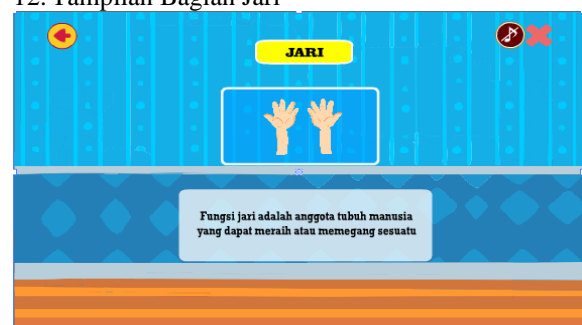 12. Tampilan Bagian Jari
JARI
Fungsi jari adalah anggota tubuh manusia
yang dapat meraih atau memegang sesuatu